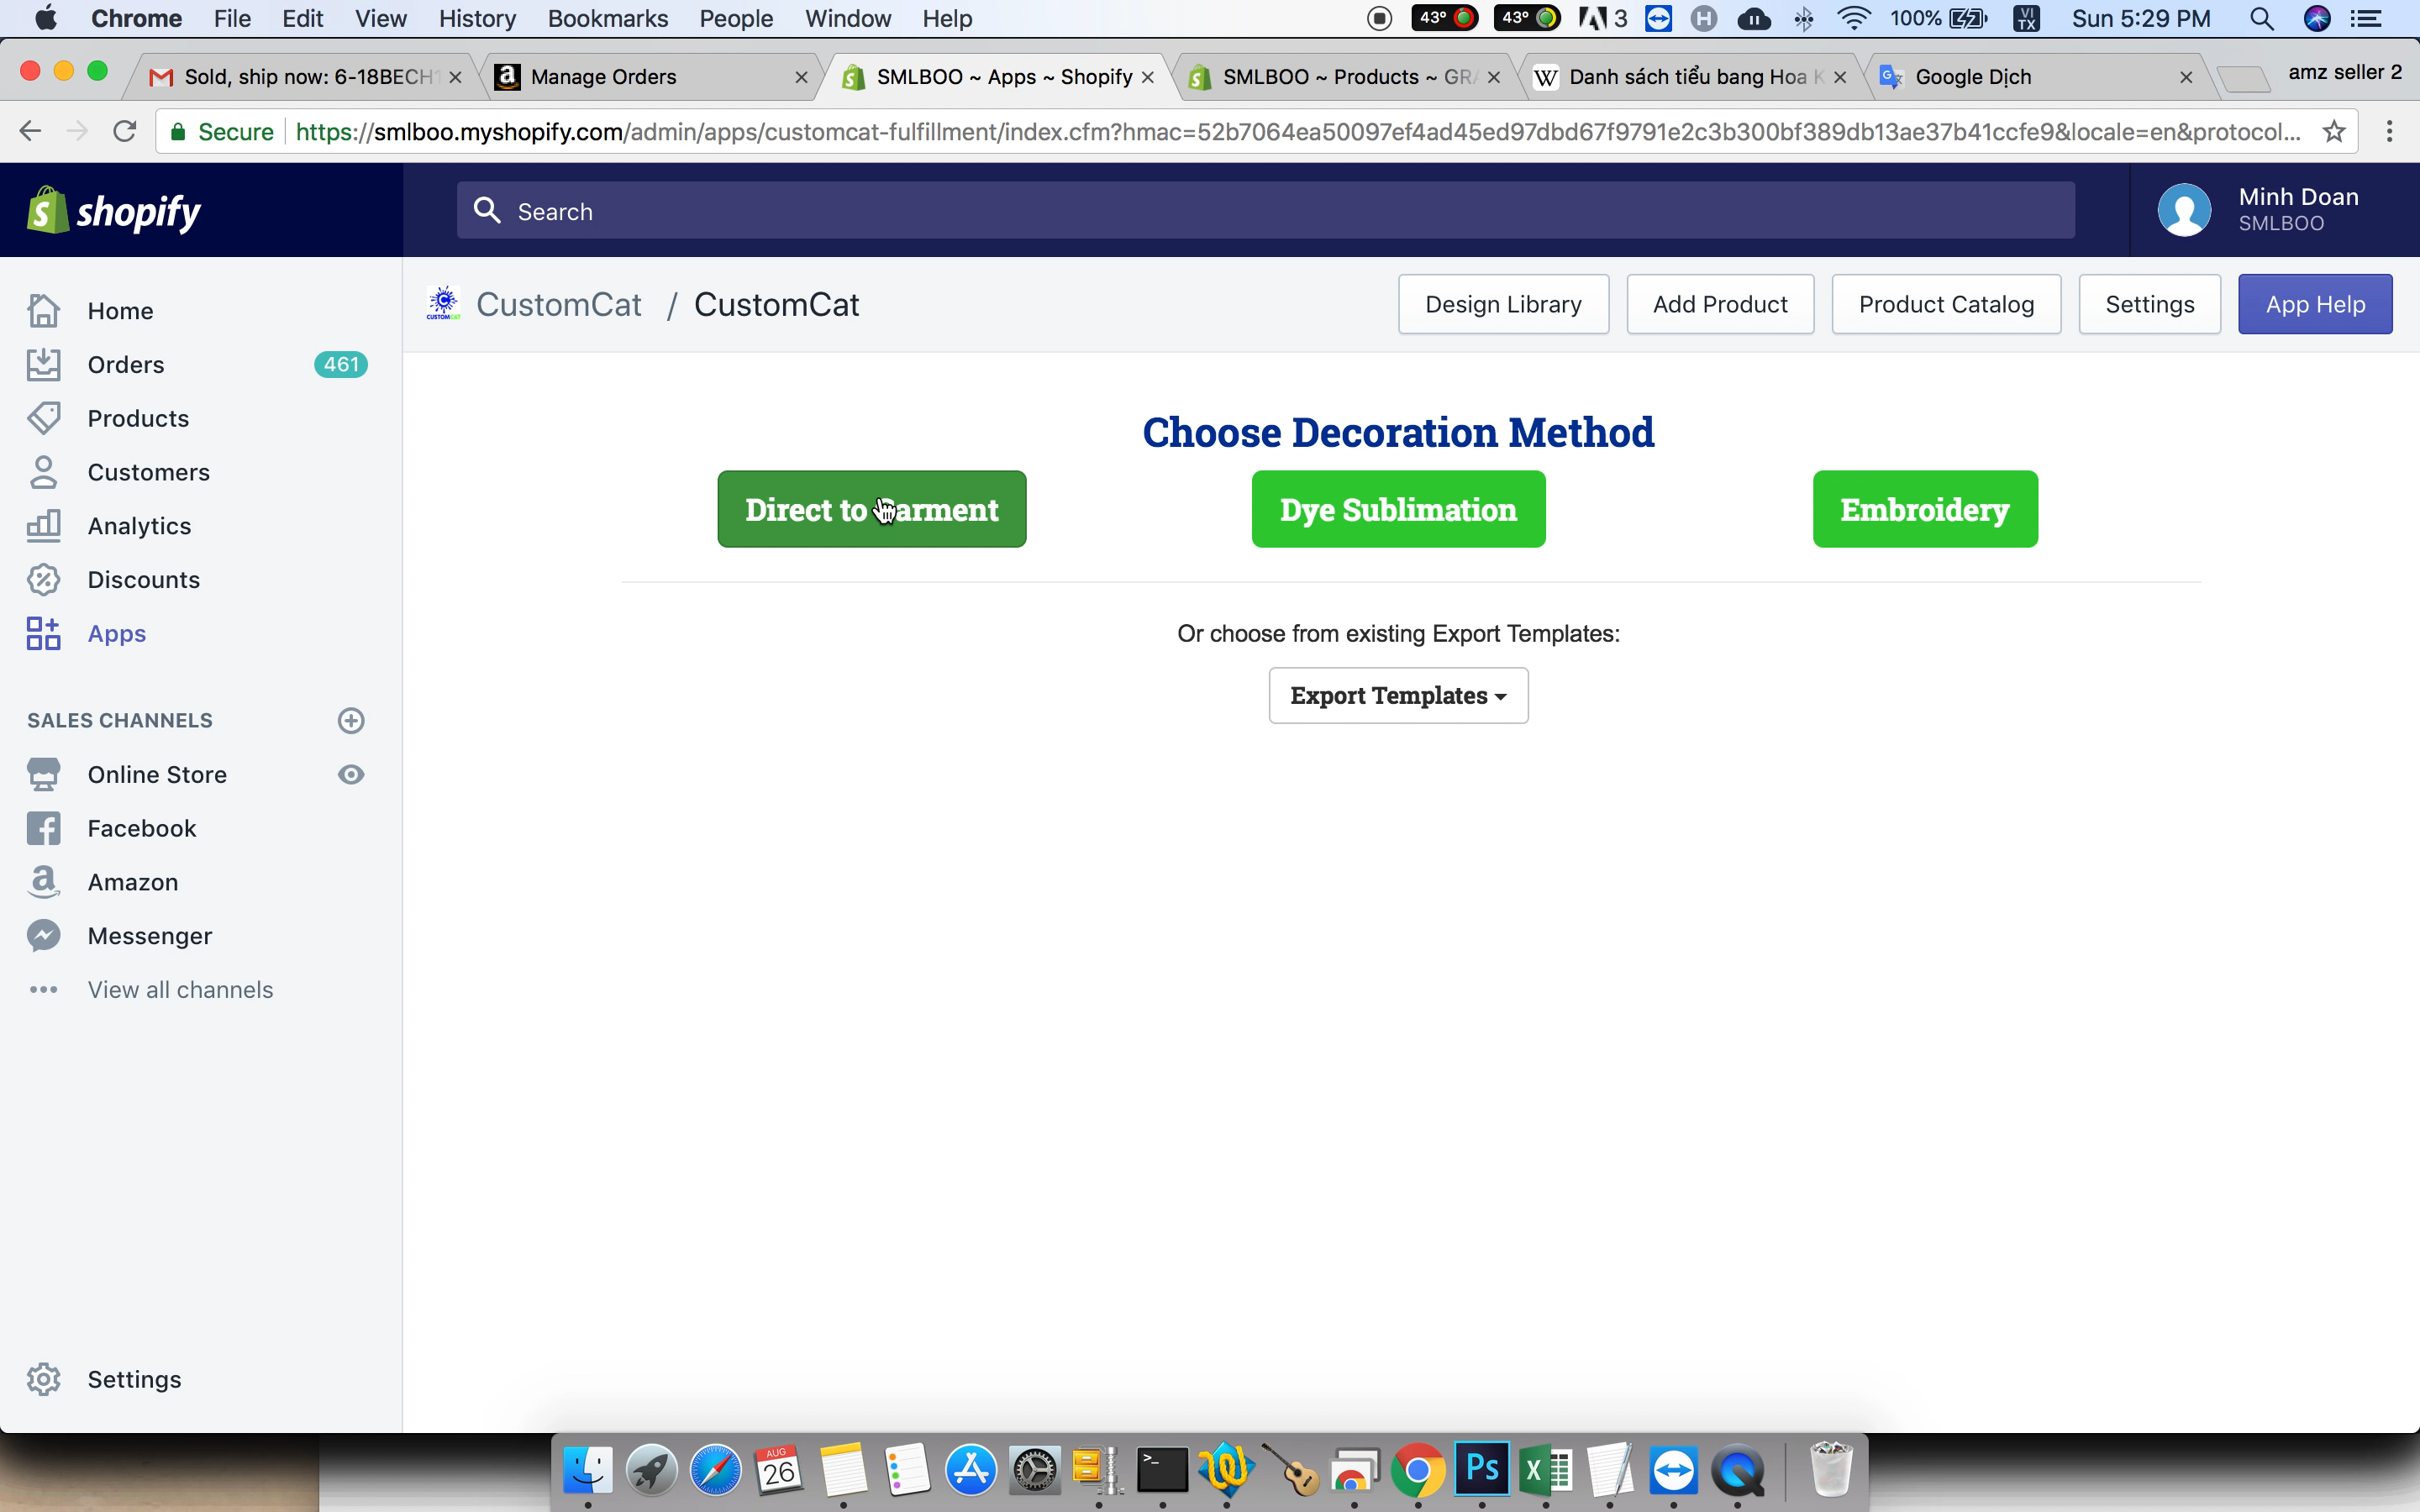 Chrome File Edit View History Bookmarks People Window Help 43° 43° 3 100% VI TX Sun 5:29 PM
Sold, ship now: 6-18BECH Manage Orders SMLBOO ~ Apps ~ Shopify SMLBOO ~ Products ~ GR Danh sách tiểu bang Hoa K Google Dịch amz seller 2
Secure https://smlboo.myshopify.com/admin/apps/customcat-fulfillment/index.cfm?hmac=52b7064ea50097ef4ad45ed97dbd67f9791e2c3b300bf389db13ae37b41ccfe9&locale=en&protocol...
shopify Search Minh Doan
SMLBOO
CustomCat / CustomCat Design Library Add Product Product Catalog Settings App Help
Home
Orders 461
Products
Customers
Analytics
Discounts
Apps
SALES CHANNELS
Online Store
Facebook
Amazon
Messenger
View all channels
Settings
Choose Decoration Method
Direct to Garment Dye Sublimation Embroidery
Or choose from existing Export Templates:
Export Templates
AUG
26
Ps